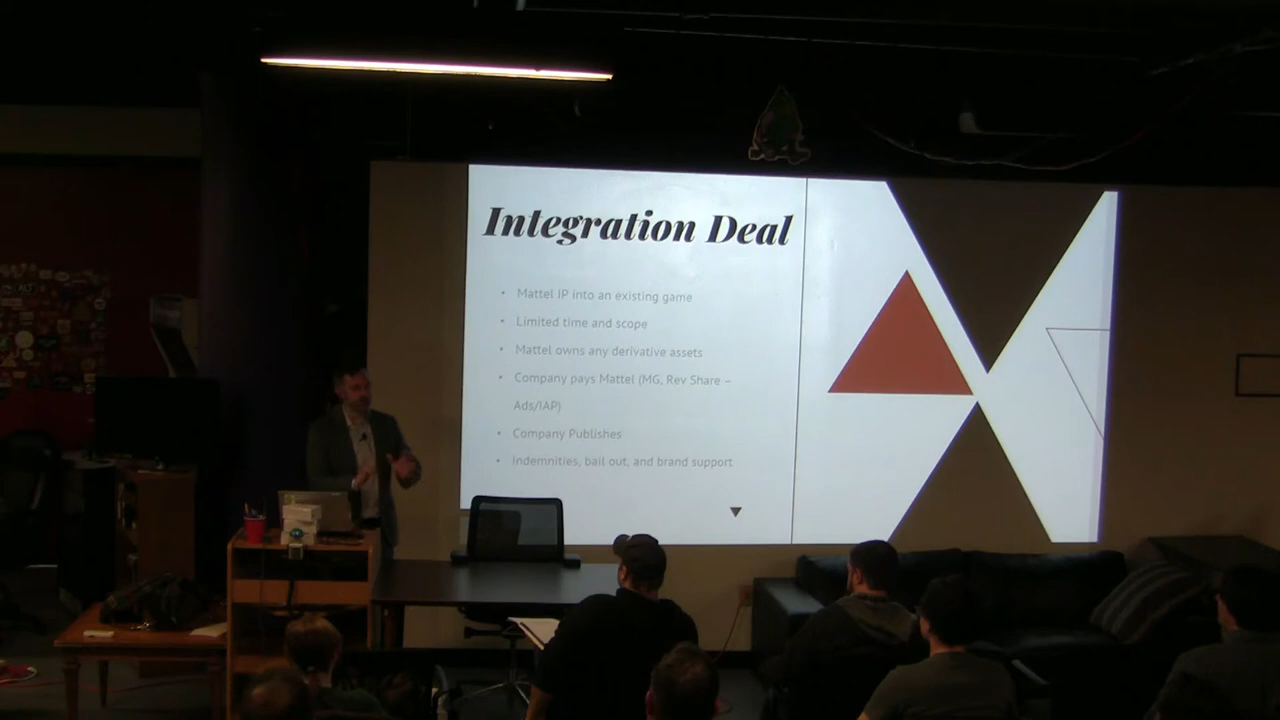 Integration Deal
• Mattel IP into an existing game
• Limited time and scope
• Mattel owns any derivative assets
• Company pays Mattel (MG, Rev Share –
Ads/IAP)
• Company Publishes
• Indemnities, bail out, and brand support